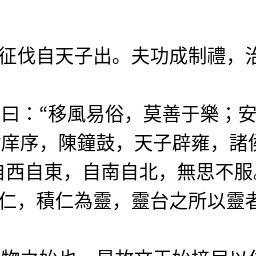 征伐自天子出。夫功成制禮，治
曰：“移風易俗，莫善于樂；安
庠序，陳鐘鼓，天子辟雍，諸侯
自西自東，自南自北，無思不服。
仁，積仁為靈，靈台之所以靈者